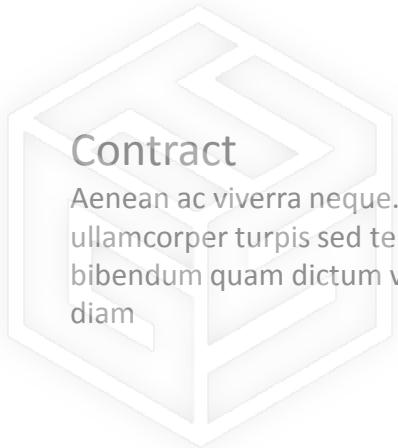 Contract
Aenean ac viverra neque.
ullamcorper turpis sed te
bibendum quam dictum v
diam